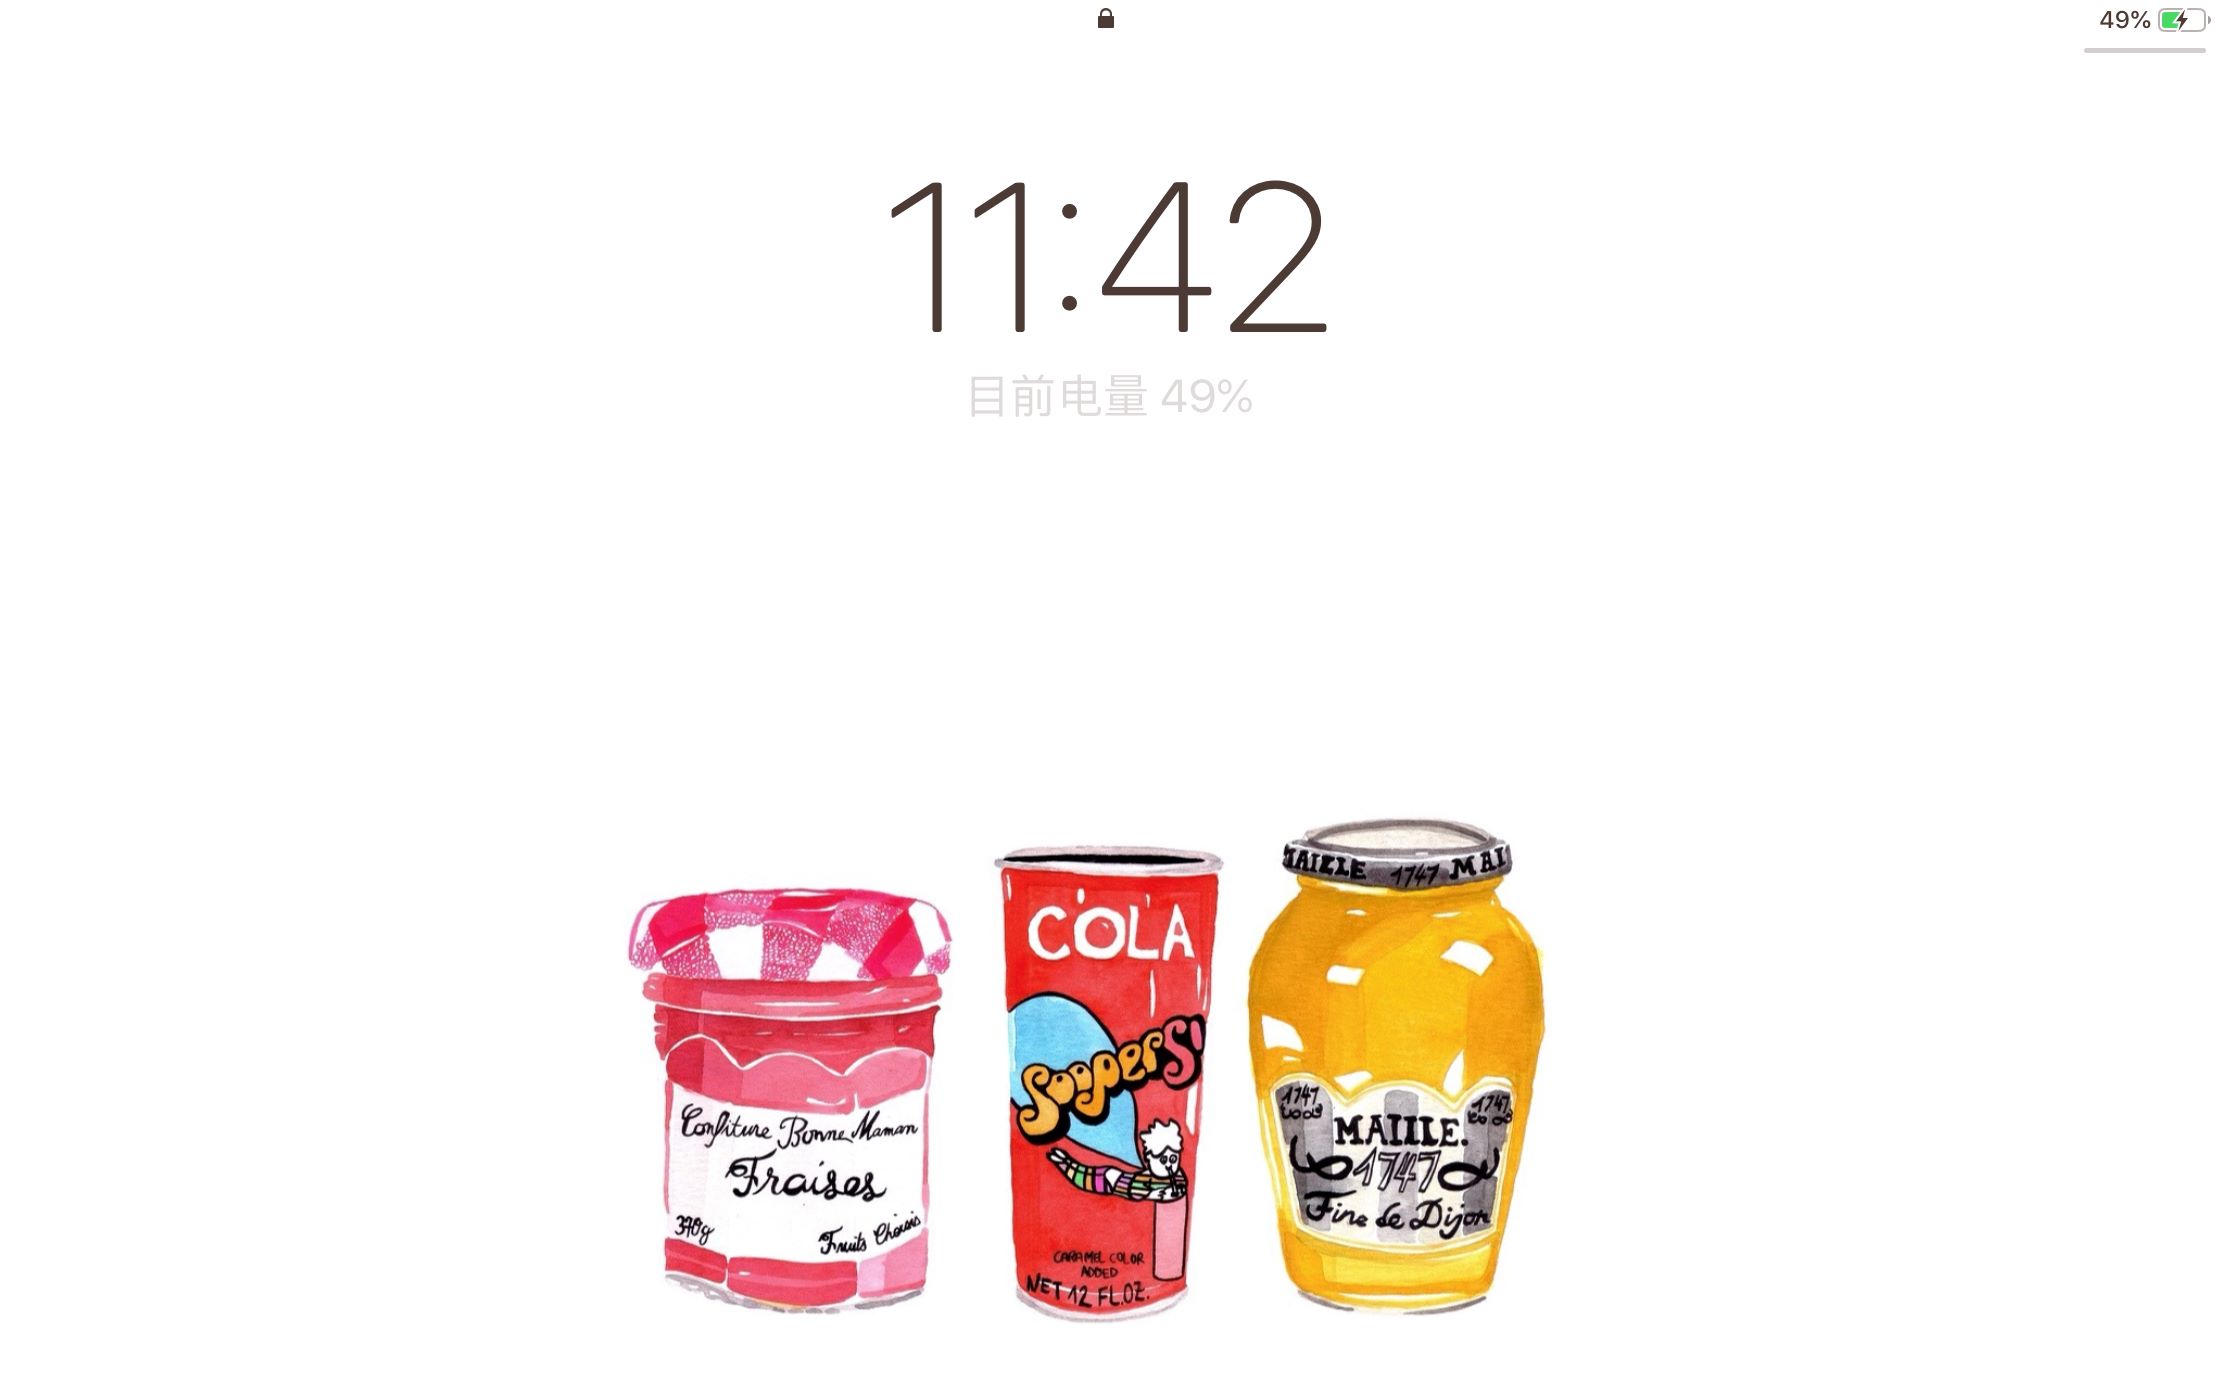 49%
11:42
目前电量 49%
Confiture Bonne Maman
Fraises
370g
Fruits Choisis
COLA
Sooper S
CARAMEL COLOR
ADDED
NET 12 FL.OZ.
MAILLE 1747 MAI
1747
1747
MAILLE.
1747
Fine de Dijon